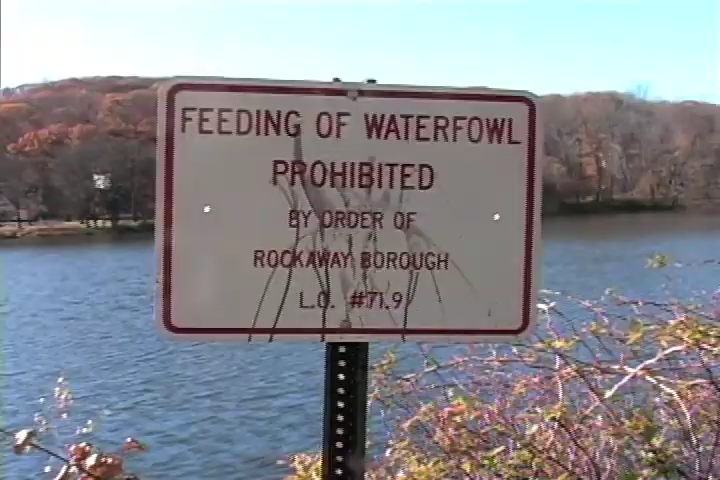 FEEDING OF WATERFOWL
PROHIBITED
BY ORDER OF
ROCKAWAY BOROUGH
L.O. #71.9